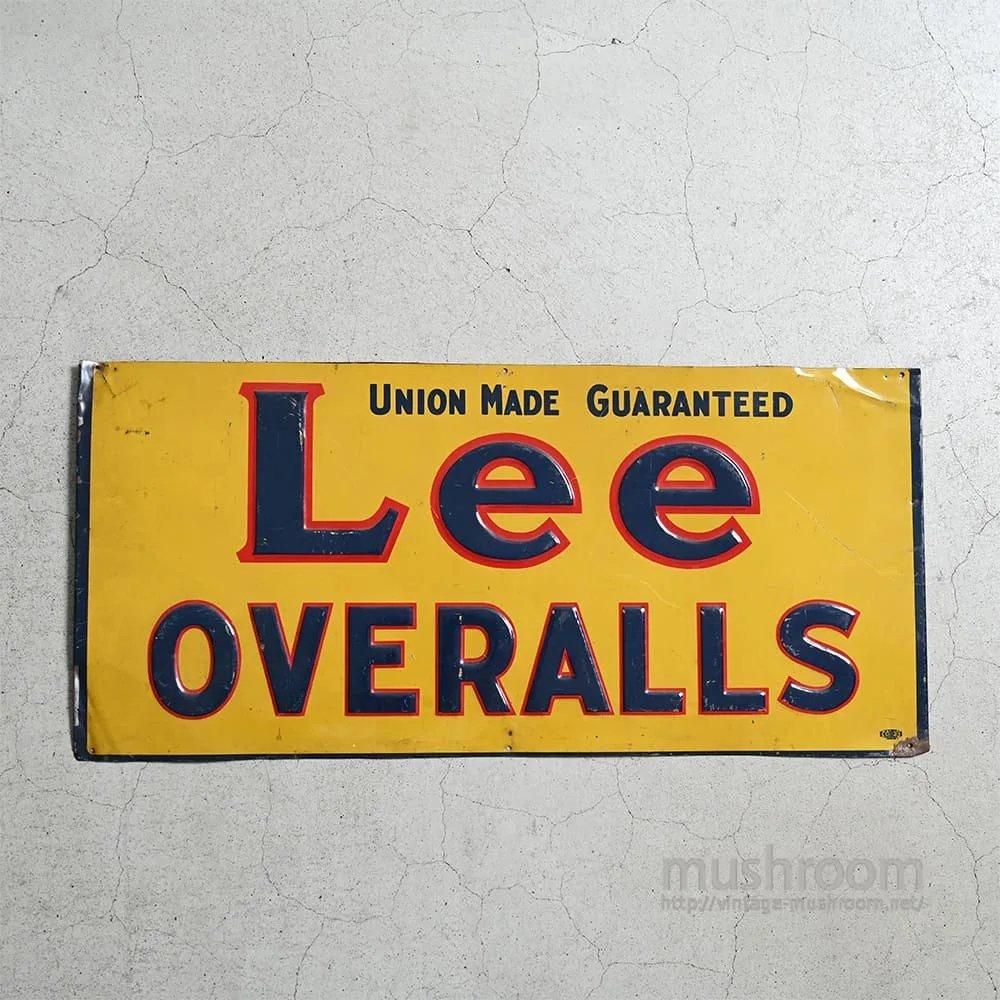 UNION MADE GUARANTEED
Lee
OVERALLS
mushroom
http://vintage-mushroom.net/